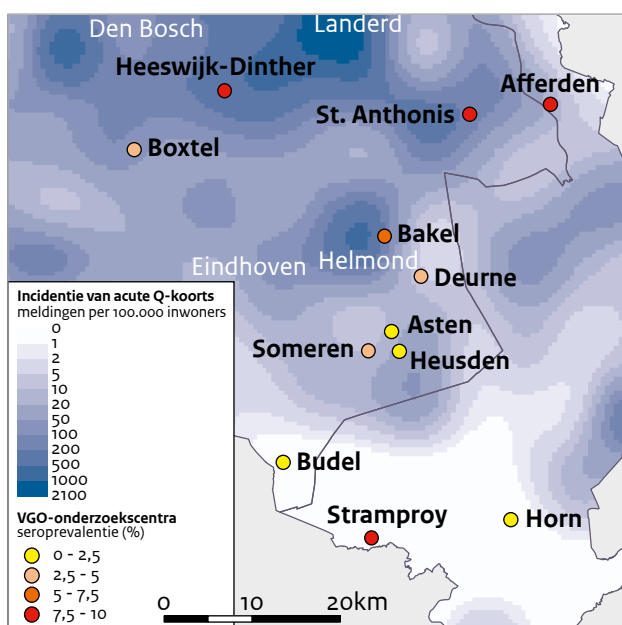 Den Bosch
Landerd
Heeswijk-Dinther
Afferden
St. Anthonis
Boxtel
Bakel
Eindhoven
Helmond
Deurne
Asten
Someren
Heusden
Budel
Stramproy
Horn
Incidentie van acute Q-koorts
meldingen per 100.000 inwoners
0
1
2
5
10
20
50
100
200
500
1000
2100
VGO-onderzoekscentra
seroprevalentie (%)
0 - 2,5
2,5 - 5
5 - 7,5
7,5 - 10
0 10 20km